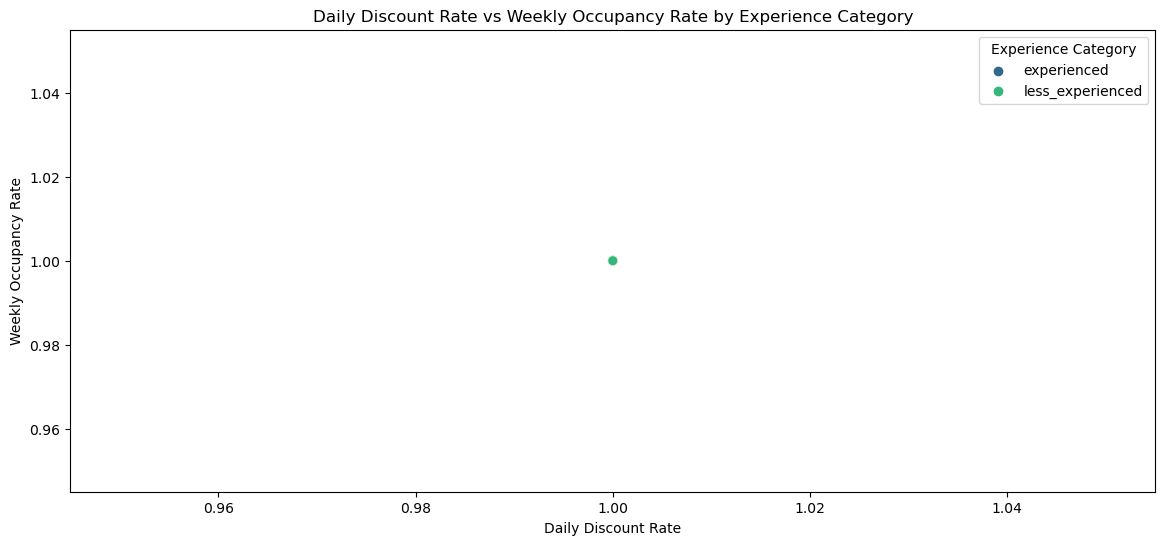 Daily Discount Rate vs Weekly Occupancy Rate by Experience Category
Experience Category
experienced
less_experienced
Weekly Occupancy Rate
1.04
1.02
1.00
0.98
0.96
0.96
0.98
1.00
1.02
1.04
Daily Discount Rate